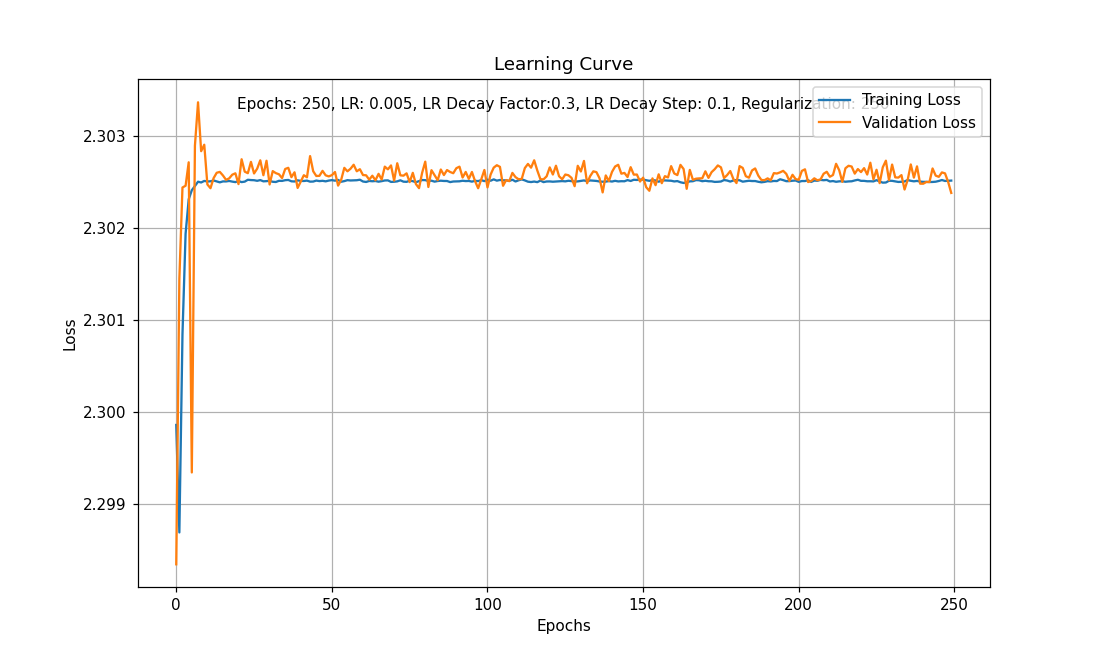 Learning Curve
Epochs: 250, LR: 0.005, LR Decay Factor:0.3, LR Decay Step: 0.1, Regularization:
Training Loss
Validation Loss
2.303
2.302
2.301
2.300
2.299
Loss
0 50 100 150 200 250
Epochs